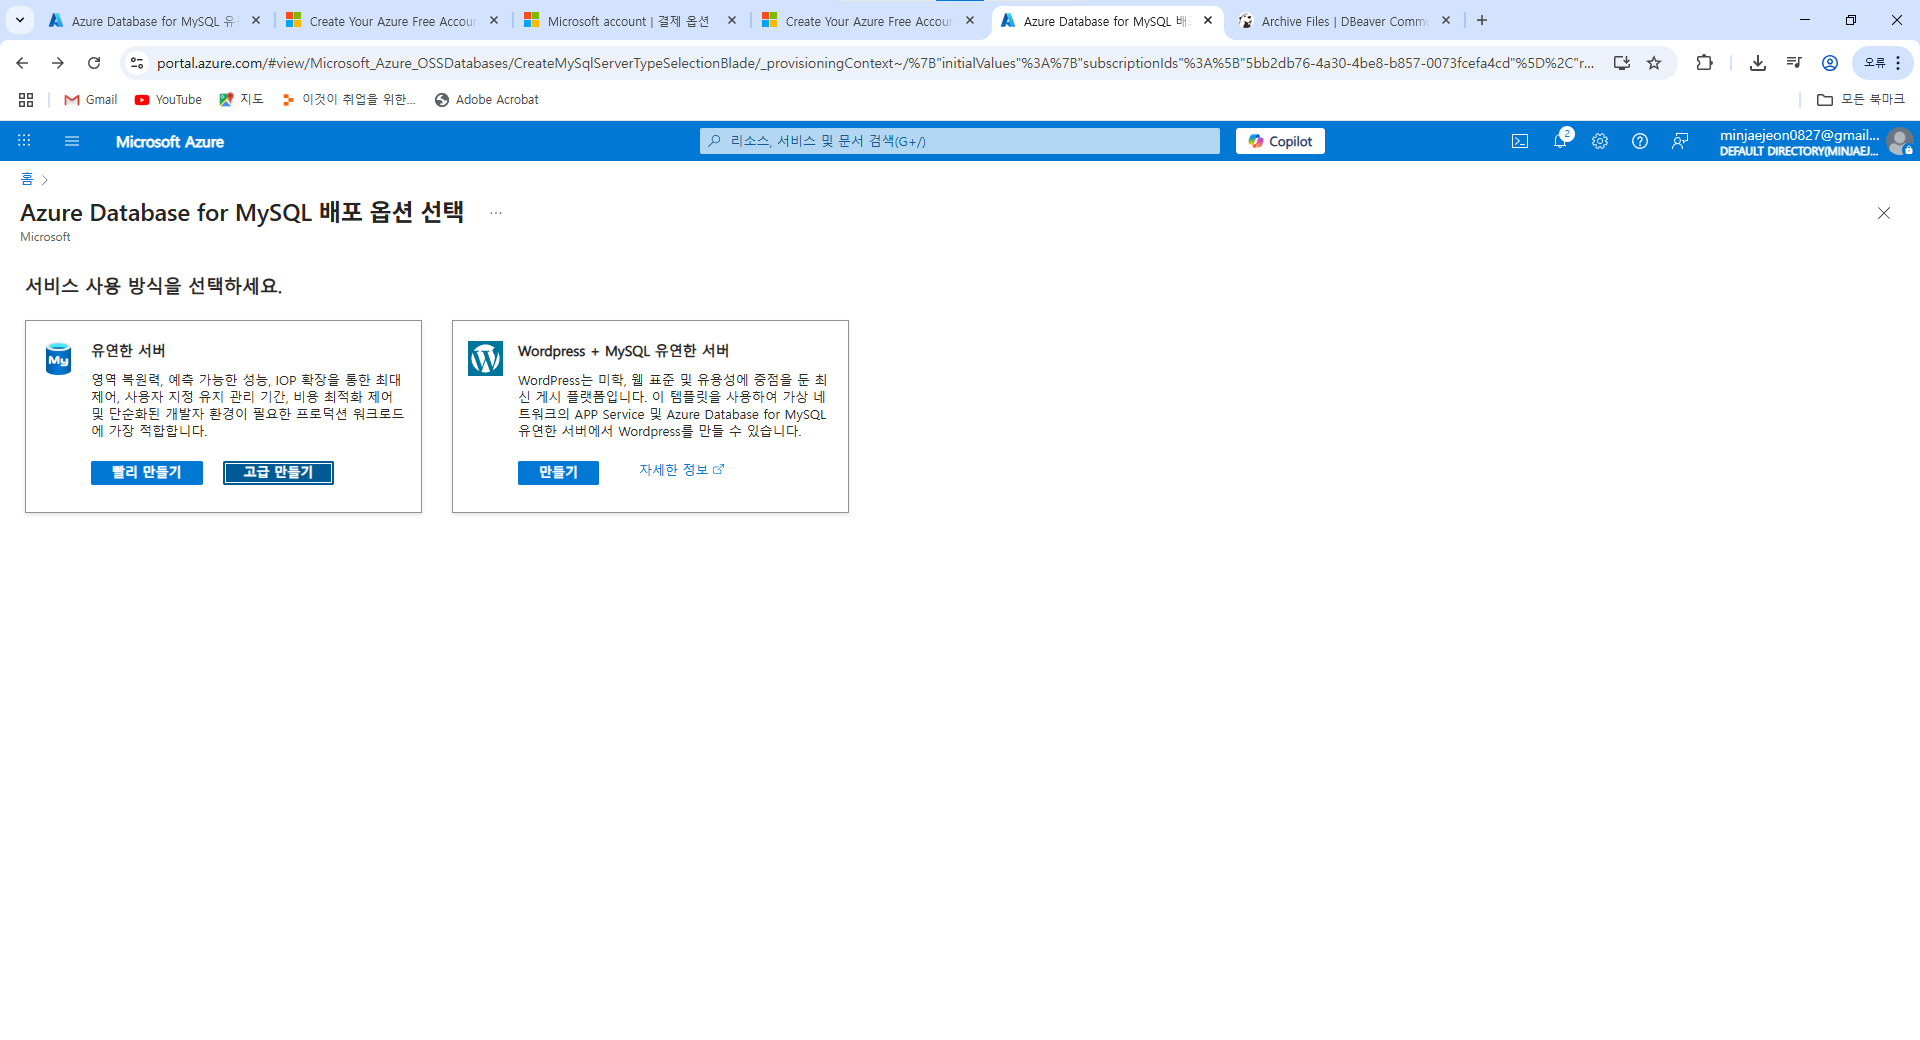 Azure Database for MySQL 유
Create Your Azure Free Accour
Microsoft account | 결제 옵션
Create Your Azure Free Accour
Azure Database for MySQL 배
Archive Files | DBeaver Commu
portal.azure.com/#view/Microsoft_Azure_OSSDatabases/CreateMySqlServerTypeSelectionBlade/_provisioningContext~/%7B"initialValues"%3A%7B"subscriptionIds"%3A%5B"5bb2db76-4a30-4be8-b857-0073fcefa4cd"%5D%2C"r...
오류
Gmail
YouTube
지도
이것이 취업을 위한...
Adobe Acrobat
모든 북마크
Microsoft Azure
리소스, 서비스 및 문서 검색(G+/)
Copilot
2
minjaejeon0827@gmail...
DEFAULT DIRECTORY(MINJAEJ...
홈
Azure Database for MySQL 배포 옵션 선택 ...
Microsoft
서비스 사용 방식을 선택하세요.
My
유연한 서버
영역 복원력, 예측 가능한 성능, IOP 확장을 통한 최대
제어, 사용자 지정 유지 관리 기간, 비용 최적화 제어
및 단순화된 개발자 환경이 필요한 프로덕션 워크로드
에 가장 적합합니다.
빨리 만들기
고급 만들기
Wordpress + MySQL 유연한 서버
WordPress는 미학, 웹 표준 및 유용성에 중점을 둔 최
신 게시 플랫폼입니다. 이 템플릿을 사용하여 가상 네
트워크의 APP Service 및 Azure Database for MySQL
유연한 서버에서 Wordpress를 만들 수 있습니다.
만들기
자세한 정보